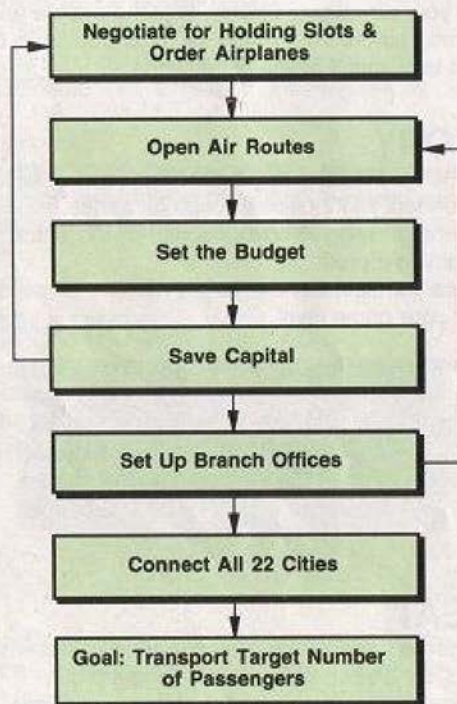 Negotiate for Holding Slots &
Order Airplanes
Open Air Routes
Set the Budget
Save Capital
Set Up Branch Offices
Connect All 22 Cities
Goal: Transport Target Number
of Passengers